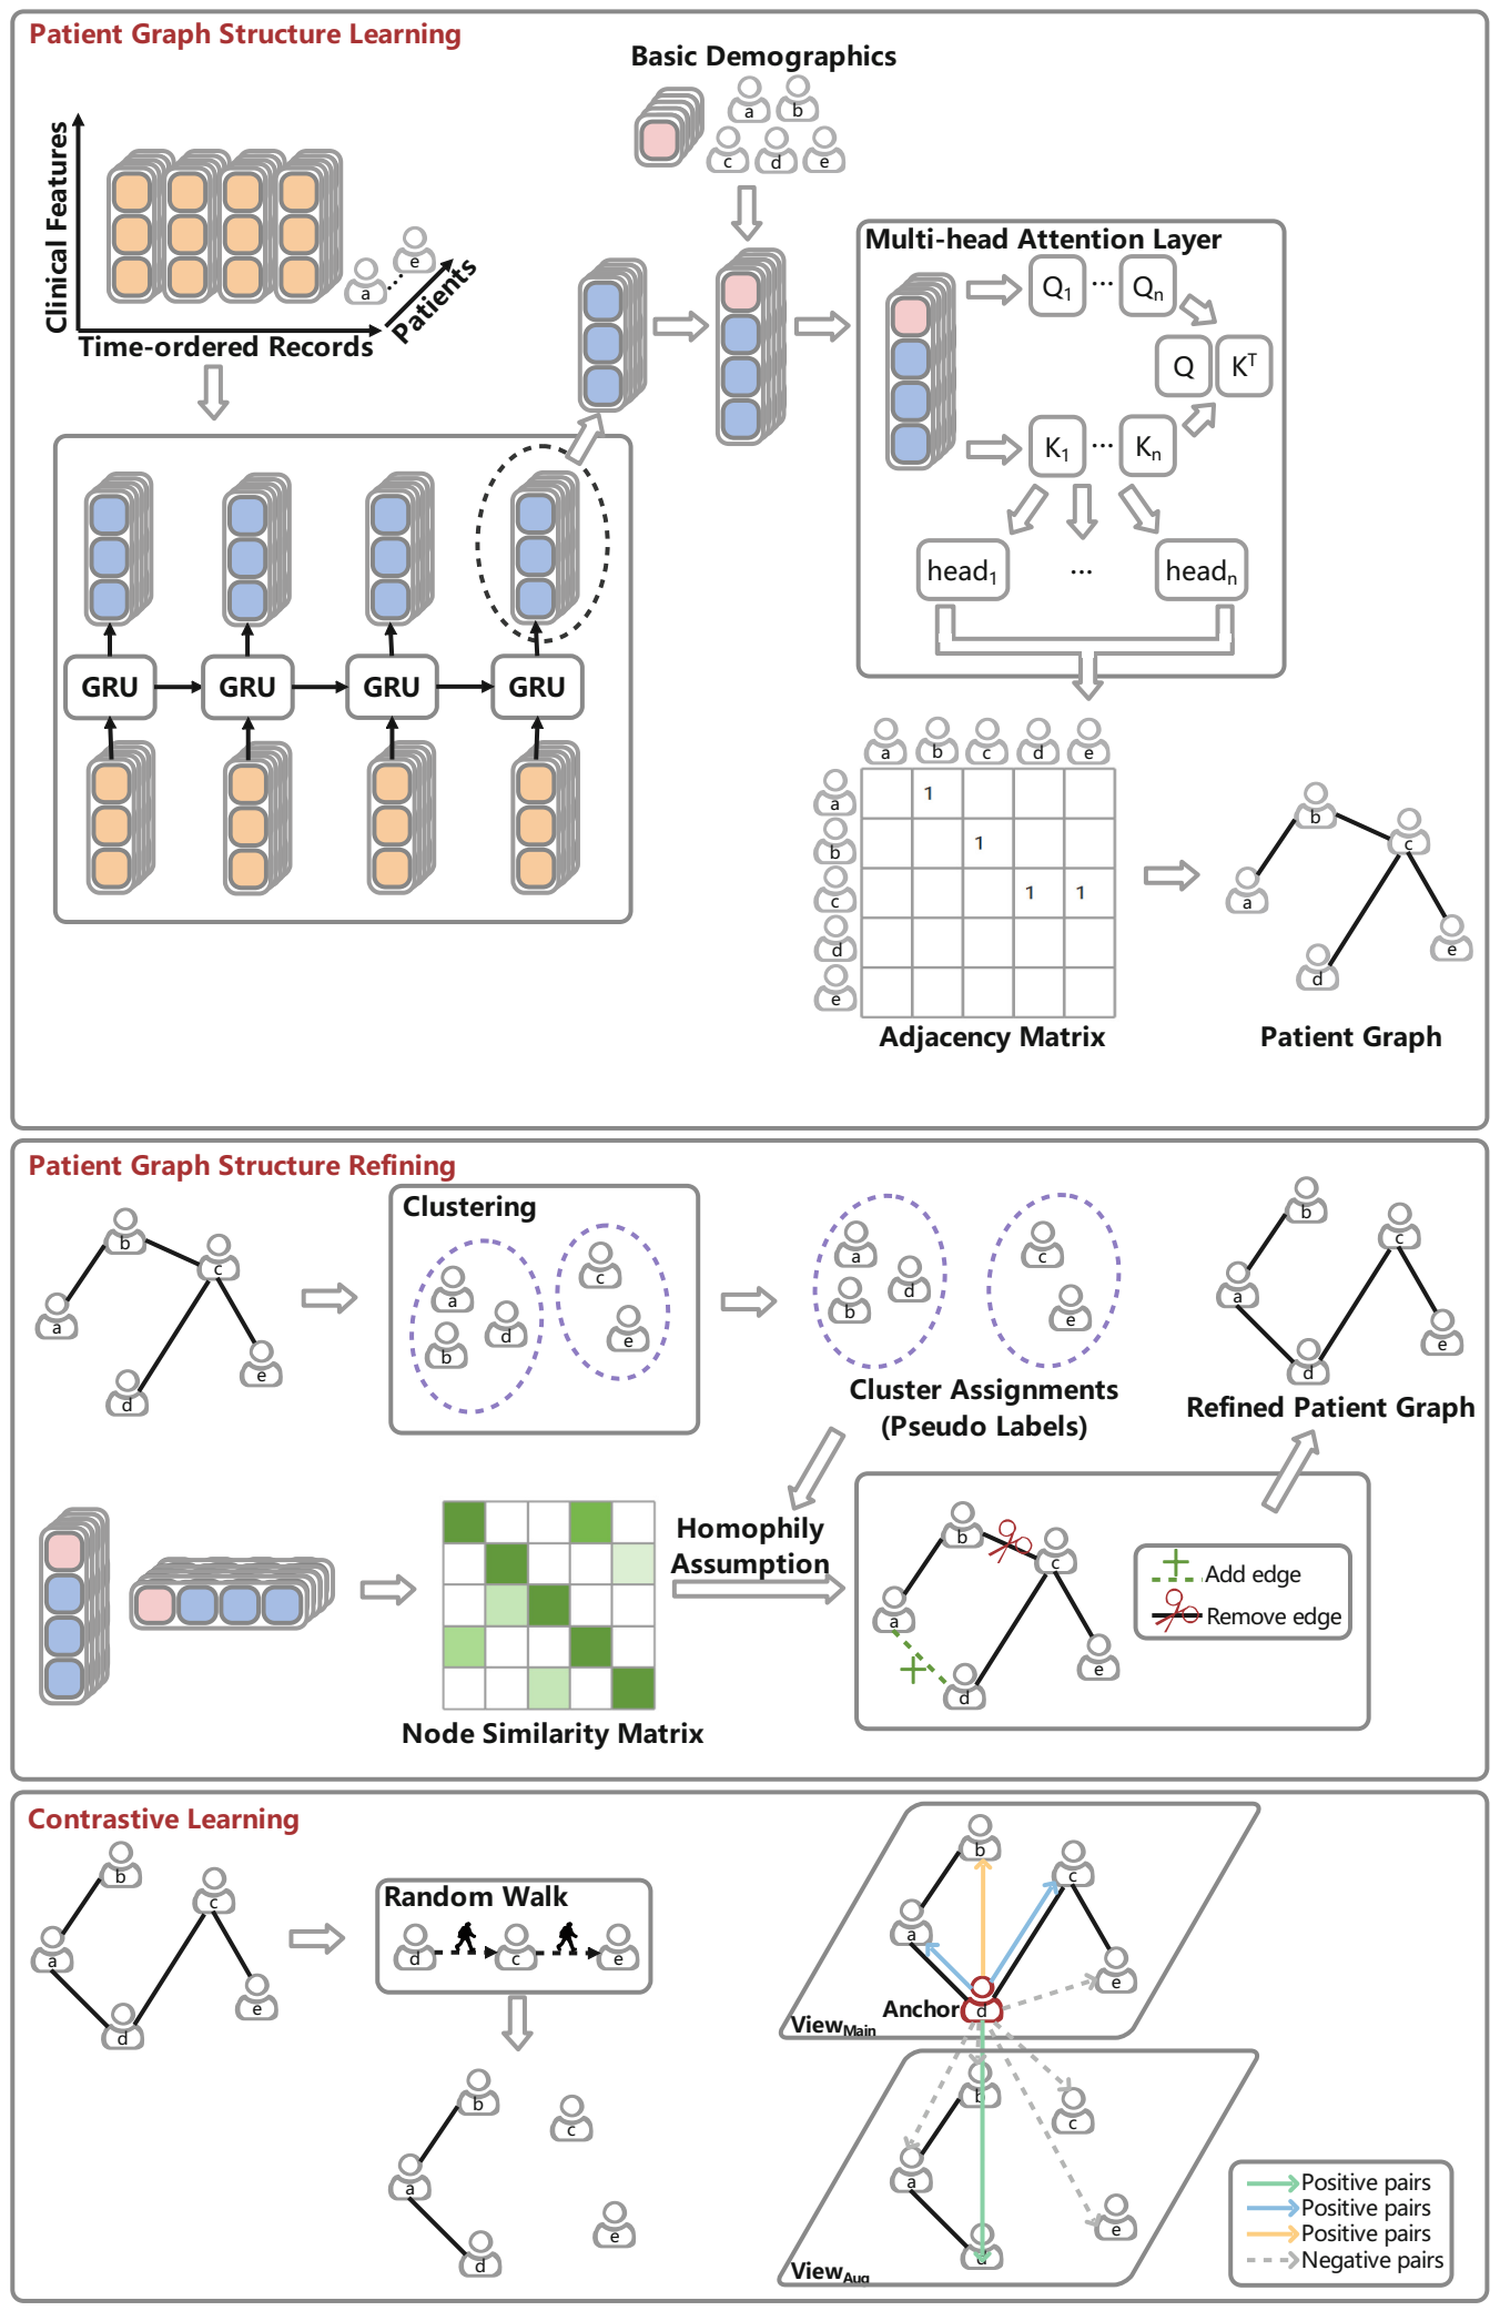 Patient Graph Structure Learning
Basic Demographics
a
b
c
d
e
Clinical Features
a
e
Patients
Time-ordered Records
Multi-head Attention Layer
Q1 ... Qn
Q
KT
K1 ... Kn
head1 ... headn
GRU GRU GRU GRU
a b c d e
a 1
b 1
c 1 1
d
e
Adjacency Matrix
b
c
a
e
d
Patient Graph
Patient Graph Structure Refining
b
c
a
e
d
Clustering
a
d
b
c
e
a
d
b
c
e
Cluster Assignments
(Pseudo Labels)
b
c
a
e
d
Refined Patient Graph
Node Similarity Matrix
Homophily
Assumption
b
c
a
e
d
Add edge
Remove edge
Contrastive Learning
b
c
a
e
d
Random Walk
d c e
b
c
a
e
d
b
c
a
e
Anchor d
ViewMain
b
c
a
e
d
ViewAug
Positive pairs
Positive pairs
Positive pairs
Negative pairs